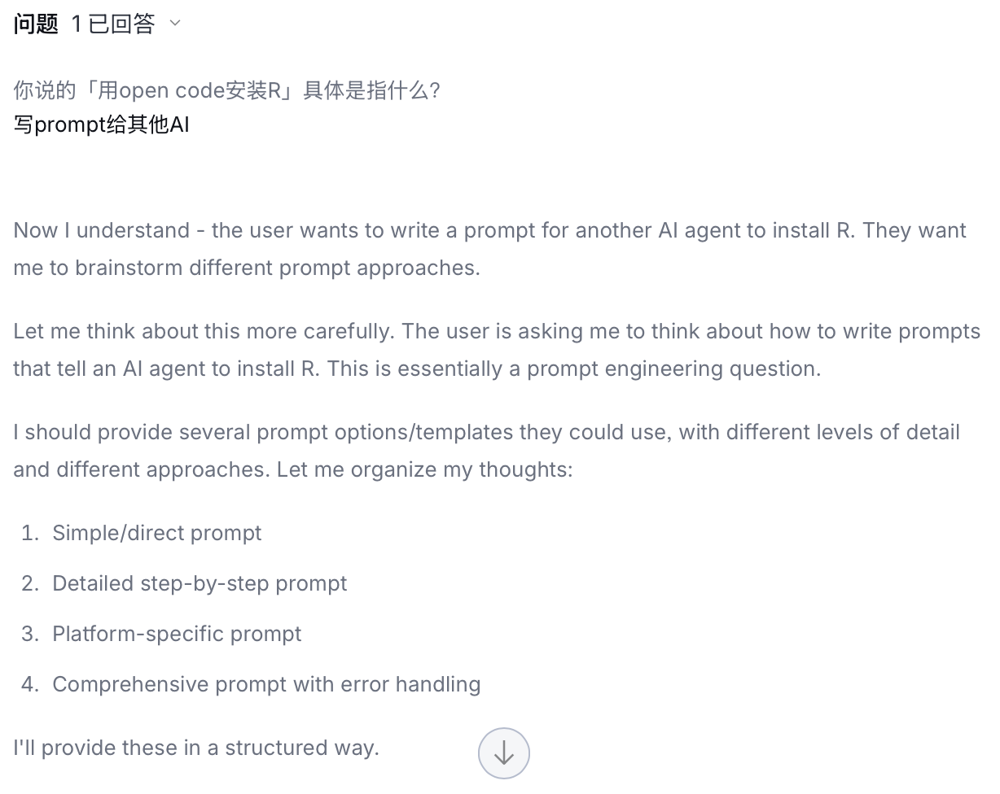 问题 1 已回答
你说的「用open code安装R」具体是指什么?
写prompt给其他AI
Now I understand - the user wants to write a prompt for another AI agent to install R. They want
me to brainstorm different prompt approaches.
Let me think about this more carefully. The user is asking me to think about how to write prompts
that tell an AI agent to install R. This is essentially a prompt engineering question.
I should provide several prompt options/templates they could use, with different levels of detail
and different approaches. Let me organize my thoughts:
1. Simple/direct prompt
2. Detailed step-by-step prompt
3. Platform-specific prompt
4. Comprehensive prompt with error handling
I'll provide these in a structured way.